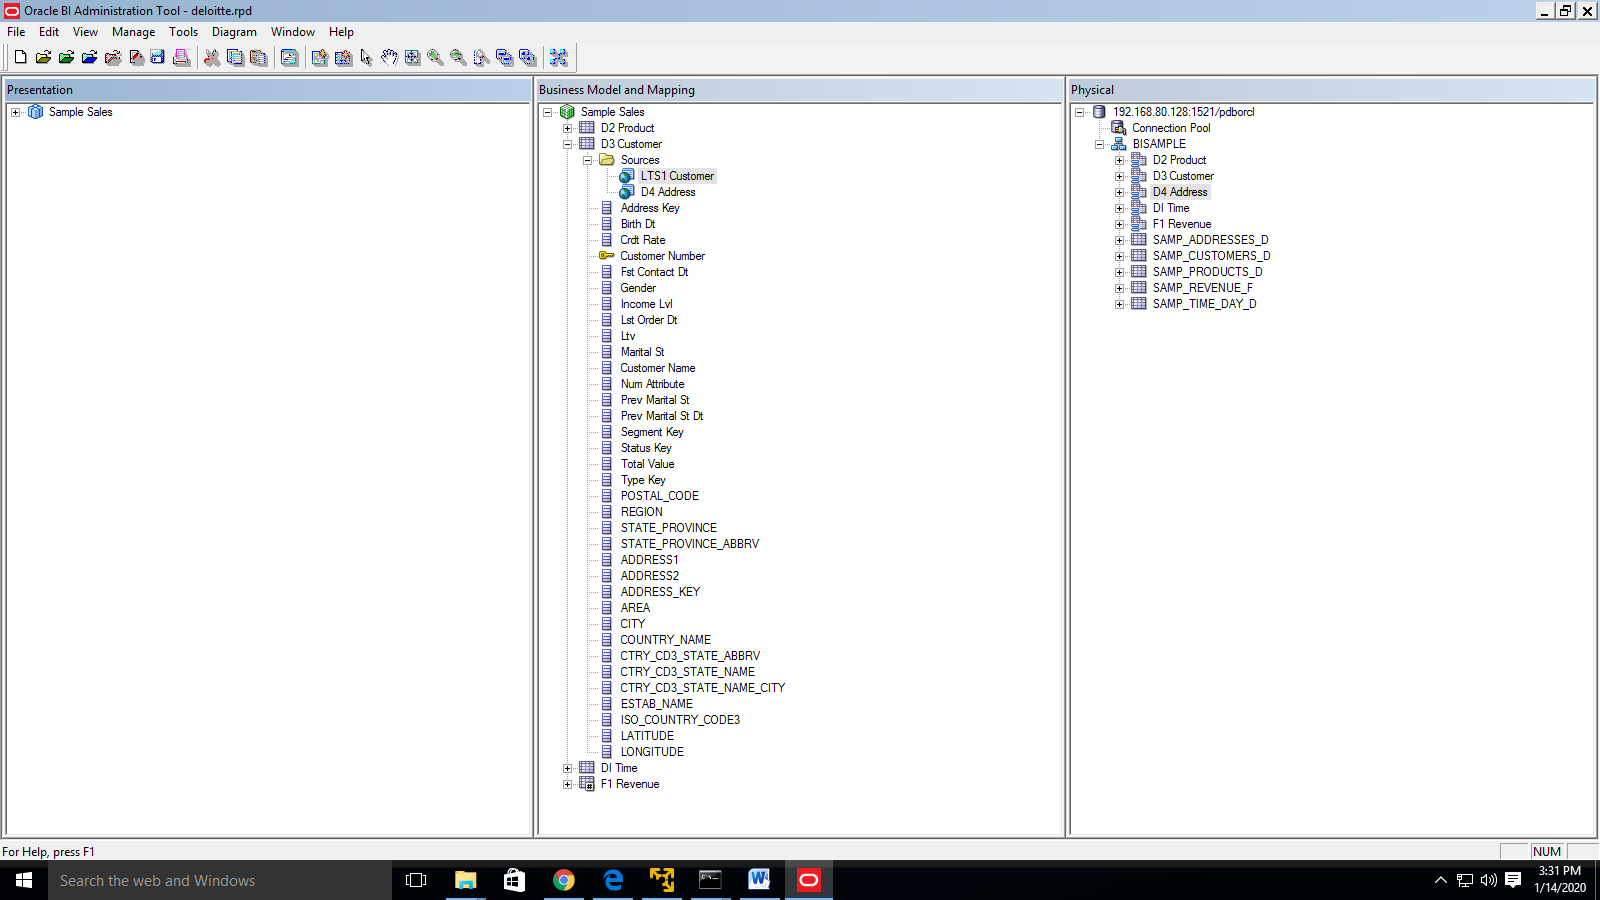 Oracle BI Administration Tool - deloitte.rpd
File Edit View Manage Tools Diagram Window Help
Presentation
Sample Sales
Business Model and Mapping
Sample Sales
D2 Product
D3 Customer
Sources
LTS1 Customer
D4 Address
Address Key
Birth Dt
Crdt Rate
Customer Number
Fst Contact Dt
Gender
Income Lvl
Lst Order Dt
Ltv
Marital St
Customer Name
Num Attribute
Prev Marital St
Prev Marital St Dt
Segment Key
Status Key
Total Value
Type Key
POSTAL_CODE
REGION
STATE_PROVINCE
STATE_PROVINCE_ABBRV
ADDRESS1
ADDRESS2
ADDRESS_KEY
AREA
CITY
COUNTRY_NAME
CTRY_CD3_STATE_ABBRV
CTRY_CD3_STATE_NAME
CTRY_CD3_STATE_NAME_CITY
ESTAB_NAME
ISO_COUNTRY_CODE3
LATITUDE
LONGITUDE
DI Time
F1 Revenue
Physical
192.168.80.128:1521/pdborcl
Connection Pool
BISAMPLE
D2 Product
D3 Customer
D4 Address
DI Time
F1 Revenue
SAMP_ADDRESSES_D
SAMP_CUSTOMERS_D
SAMP_PRODUCTS_D
SAMP_REVENUE_F
SAMP_TIME_DAY_D
For Help, press F1
NUM
Search the web and Windows
3:31 PM
1/14/2020